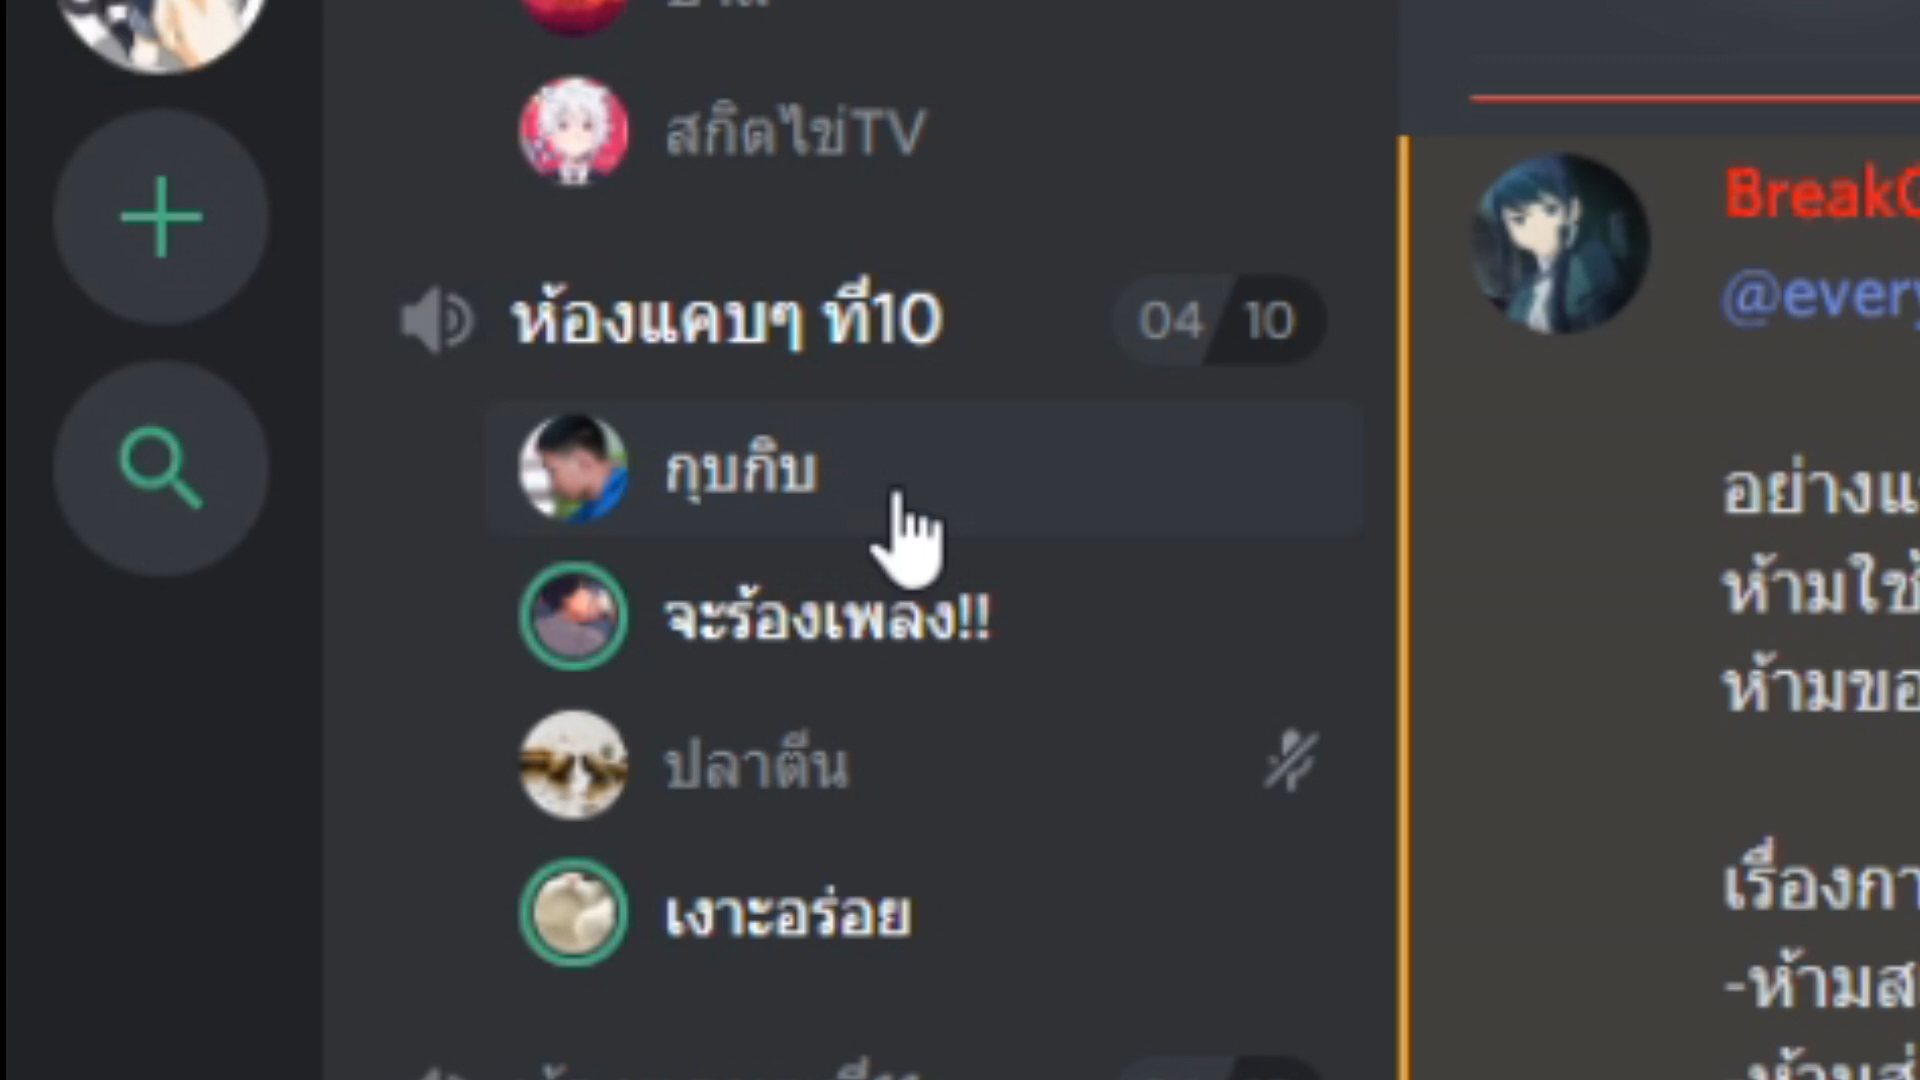 สกิตไข่TV
ห้องแคบๆ ที่10
04 10
กุบกิบ
จะร้องเพลง!!
ปลาตีน
เงาะอร่อย
Break
@every
อย่างแ
ห้ามใช้
ห้ามขอ
เรื่องกา
-ห้ามส